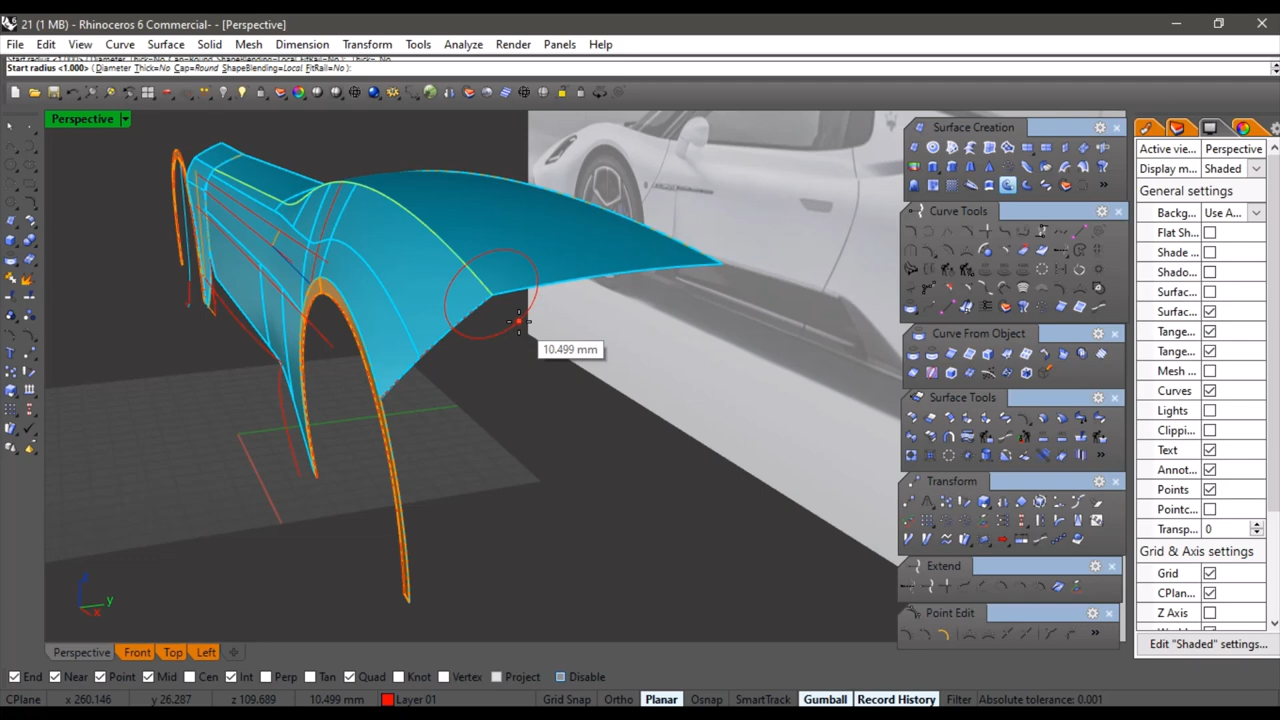 21 (1 MB) - Rhinoceros 6 Commercial- - [Perspective]
File Edit View Curve Surface Solid Mesh Dimension Transform Tools Analyze Render Panels Help
Start radius <1.000> ( Diameter Thick=No Cap=Round ShapeBlending=Local FitRail=No ):
Perspective
Surface Creation
Curve Tools
Curve From Object
Surface Tools
Transform
Extend
Point Edit
Active vie... Perspective
Display m... Shaded
General settings
Backg... Use A...
Flat Sh...
Shade ...
Shado...
Surfac...
Surfac...
Tange...
Tange...
Mesh ...
Curves
Lights
Clippi...
Text
Annot...
Points
Pointc...
Transp... 0
Grid & Axis settings
Grid
CPlan...
Z Axis
Edit "Shaded" settings...
10.499 mm
z
y
x
Perspective Front Top Left
End Near Point Mid Cen Int Perp Tan Quad Knot Vertex Project Disable
CPlane x 260.146 y 26.287 z 109.689 10.499 mm Layer 01 Grid Snap Ortho Planar Osnap SmartTrack Gumball Record History Filter Absolute tolerance: 0.001